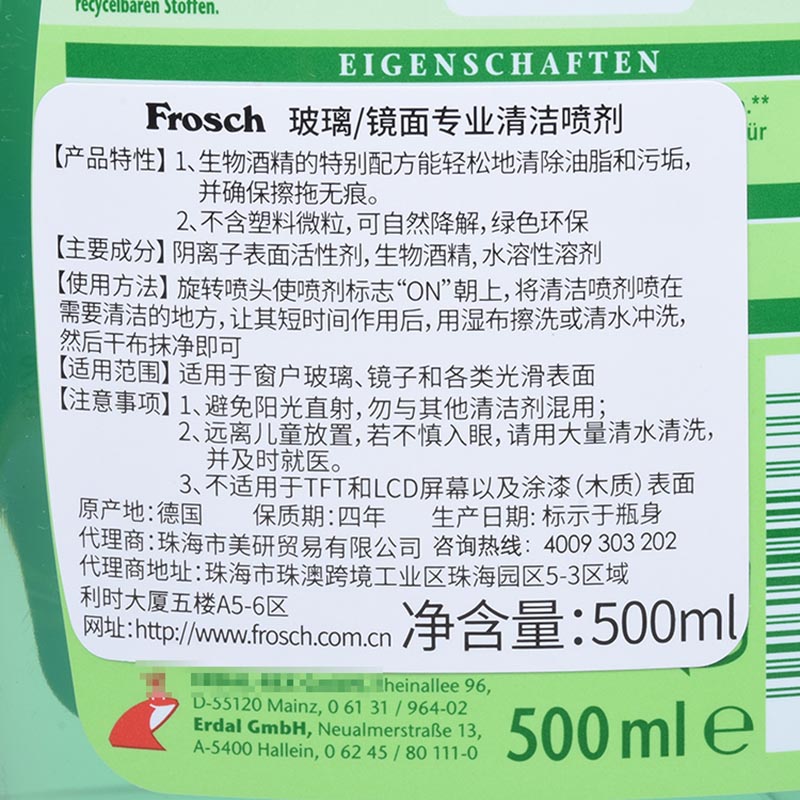 recycelbaren Stoffen.
EIGENSCHAFTEN
.**
ür
Frosch 玻璃/镜面专业清洁喷剂
【产品特性】1、生物酒精的特别配方能轻松地清除油脂和污垢，
并确保擦拖无痕。
2、不含塑料微粒，可自然降解，绿色环保
【主要成分】阴离子表面活性剂，生物酒精，水溶性溶剂
【使用方法】旋转喷头使喷剂标志“ON”朝上，将清洁喷剂喷在
需要清洁的地方，让其短时间作用后，用湿布擦洗或清水冲洗，
然后干布抹净即可
【适用范围】适用于窗户玻璃、镜子和各类光滑表面
【注意事项】1、避免阳光直射，勿与其他清洁剂混用；
2、远离儿童放置，若不慎入眼，请用大量清水清洗，
并及时就医。
3、不适用于TFT和LCD屏幕以及涂漆（木质）表面
原产地：德国 保质期：四年 生产日期：标示于瓶身
代理商：珠海市美研贸易有限公司 咨询热线：4009 303 202
代理商地址：珠海市珠澳跨境工业区珠海园区5-3区域
利时大厦五楼A5-6区
网址：http://www.frosch.com.cn 净含量：500ml
heinallee 96,
D-55120 Mainz, 0 61 31 / 964-02
Erdal GmbH, Neualmerstraße 13,
A-5400 Hallein, 0 62 45 / 80 111-0
500 ml ℮